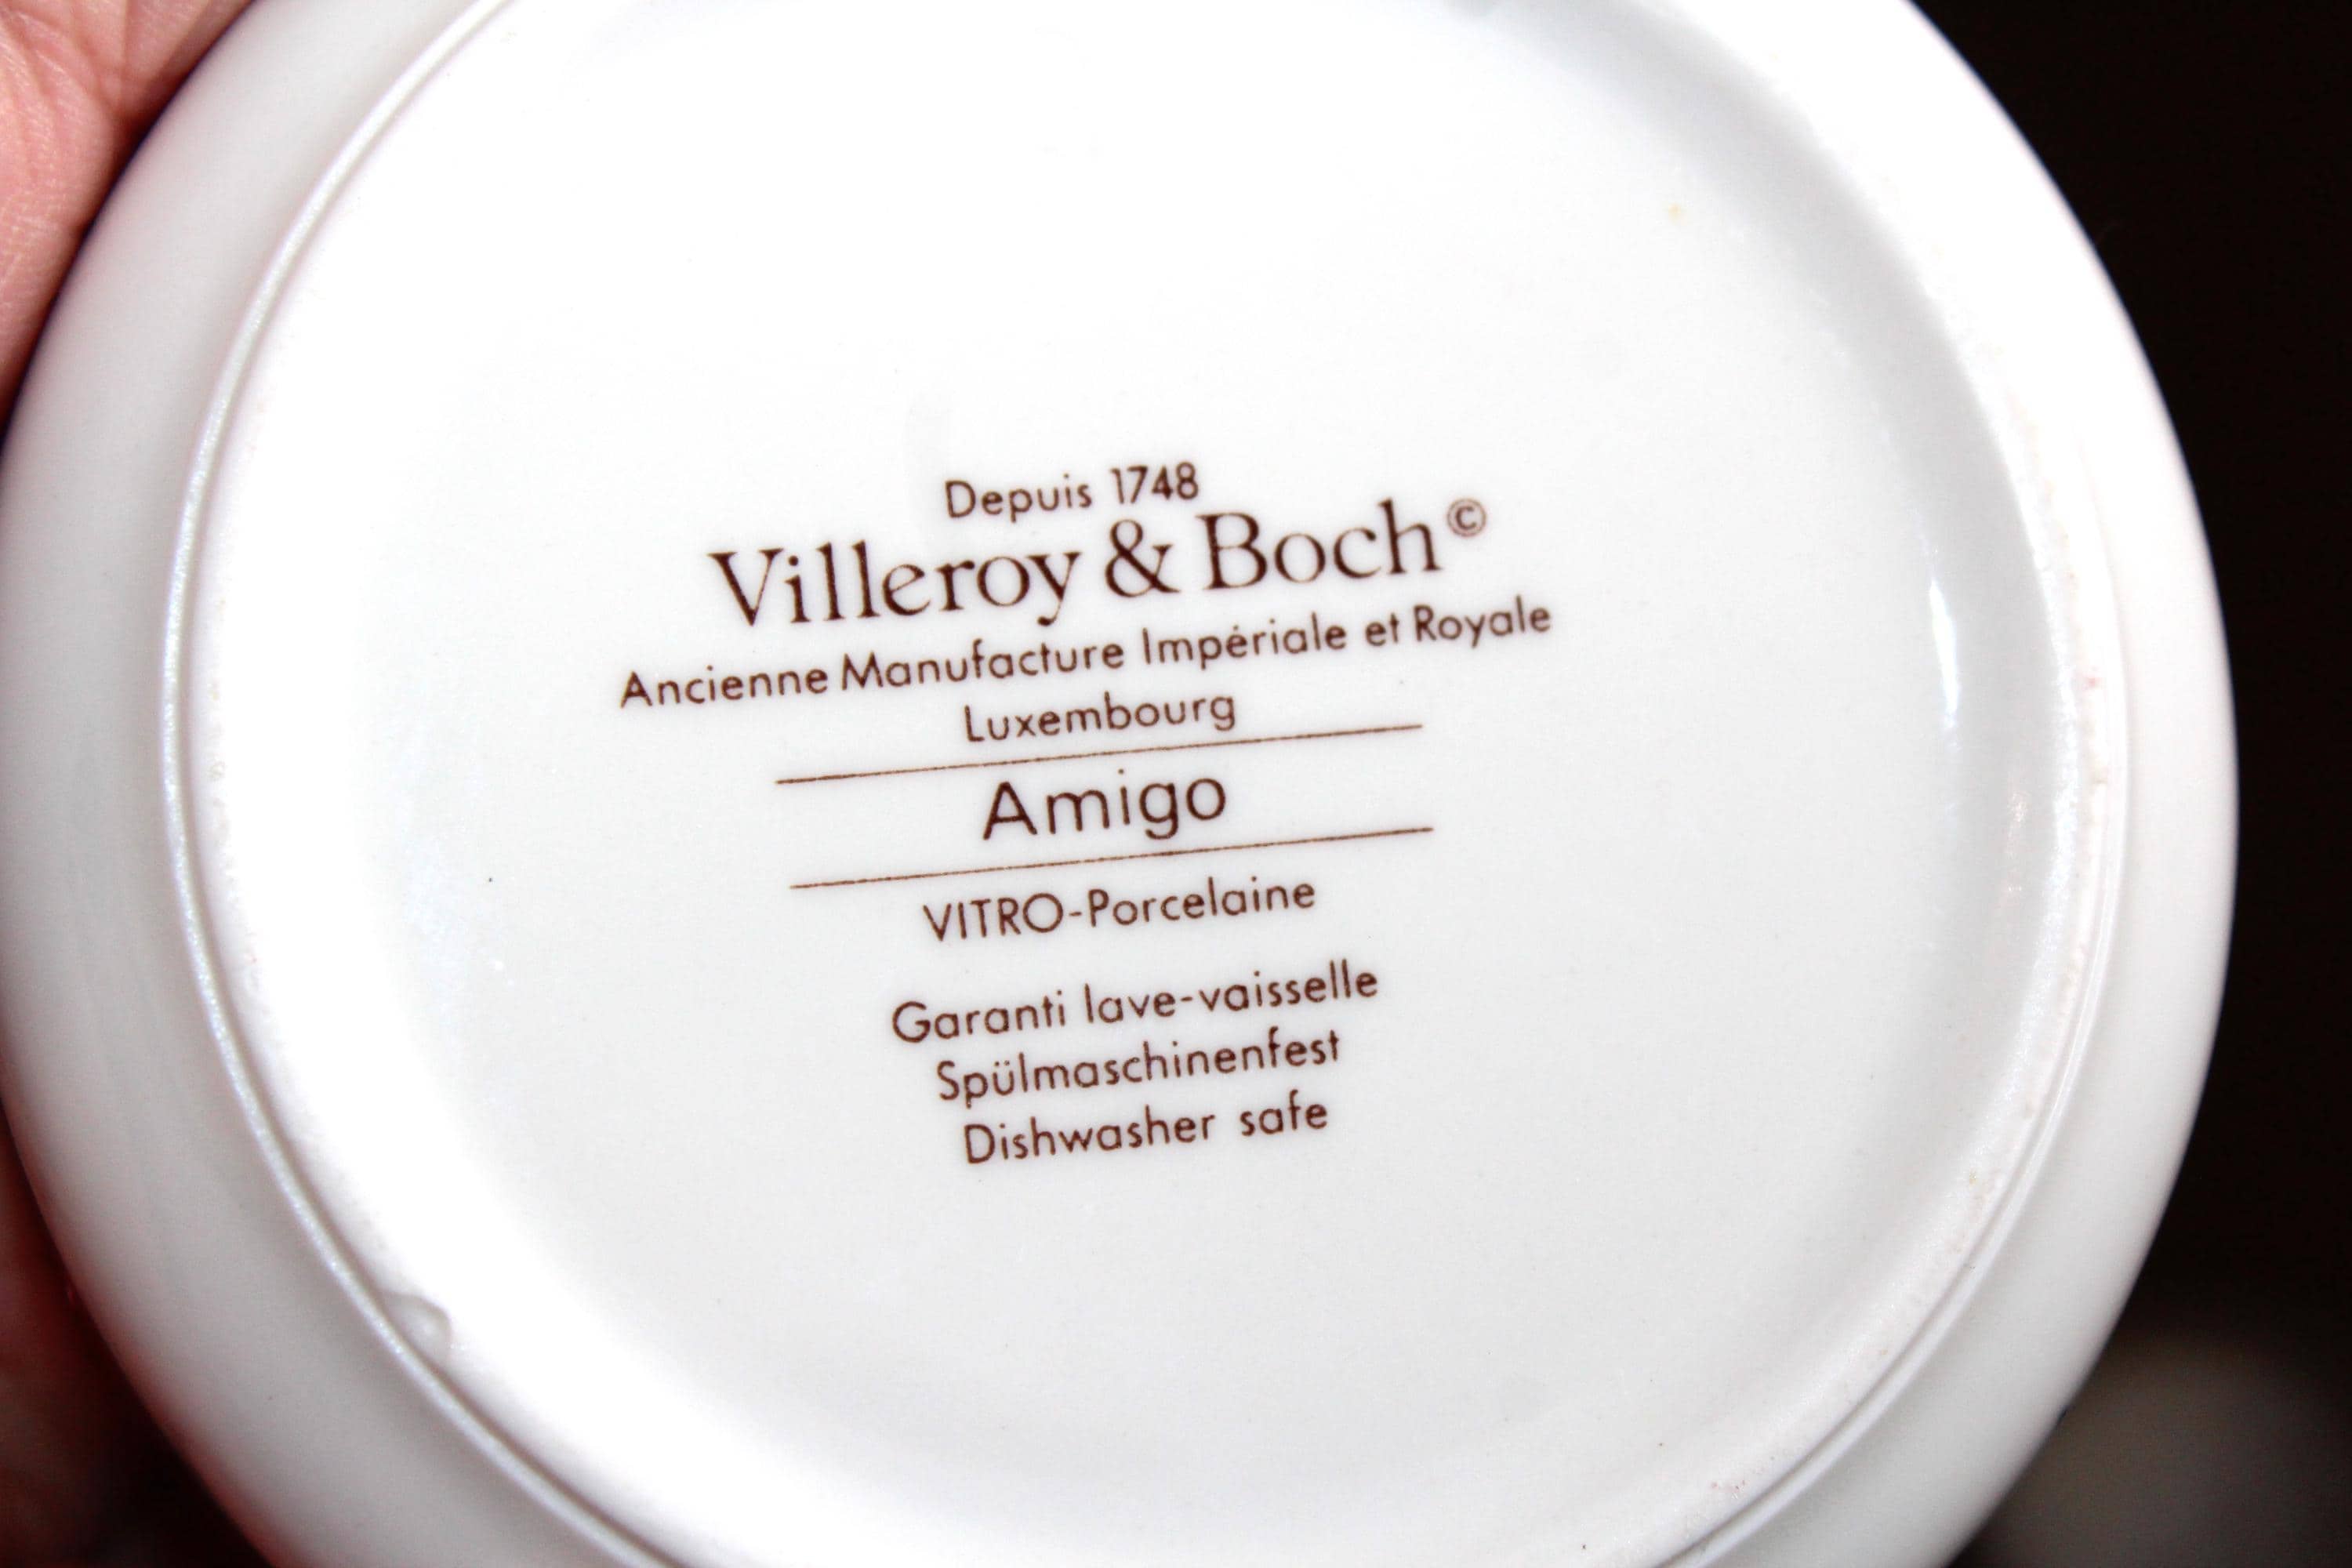 Depuis 1748
Villeroy & Boch©
Ancienne Manufacture Impériale et Royale
Luxembourg
Amigo
VITRO-Porcelaine
Garanti lave-vaisselle
Spülmaschinenfest
Dishwasher safe